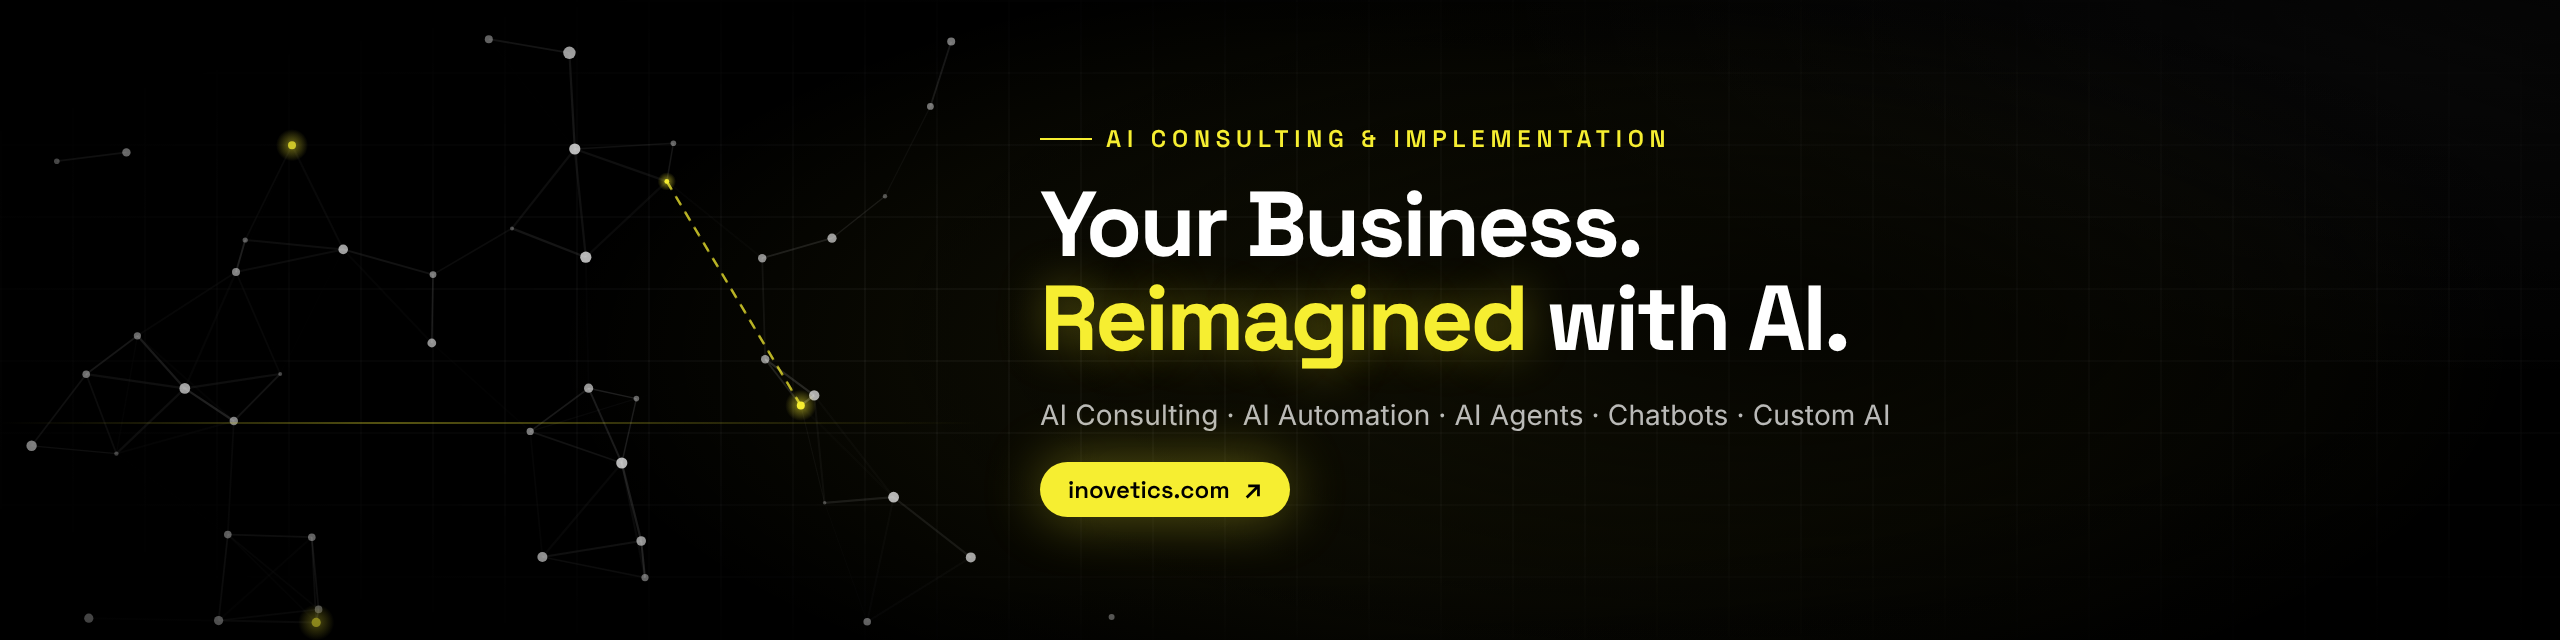 AI CONSULTING & IMPLEMENTATION
Your Business.
Reimagined with AI.
AI Consulting · AI Automation · AI Agents · Chatbots · Custom AI
inovetics.com ↗